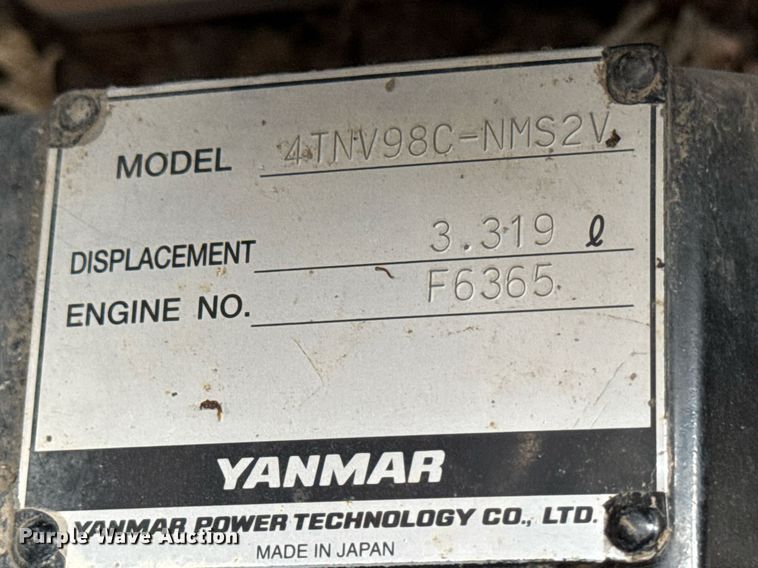 MODEL 4TNV98C-NMS2V
DISPLACEMENT 3.319 ℓ
ENGINE NO. F6365
YANMAR
YANMAR POWER TECHNOLOGY CO., LTD.
Purple Wave Auction
MADE IN JAPAN